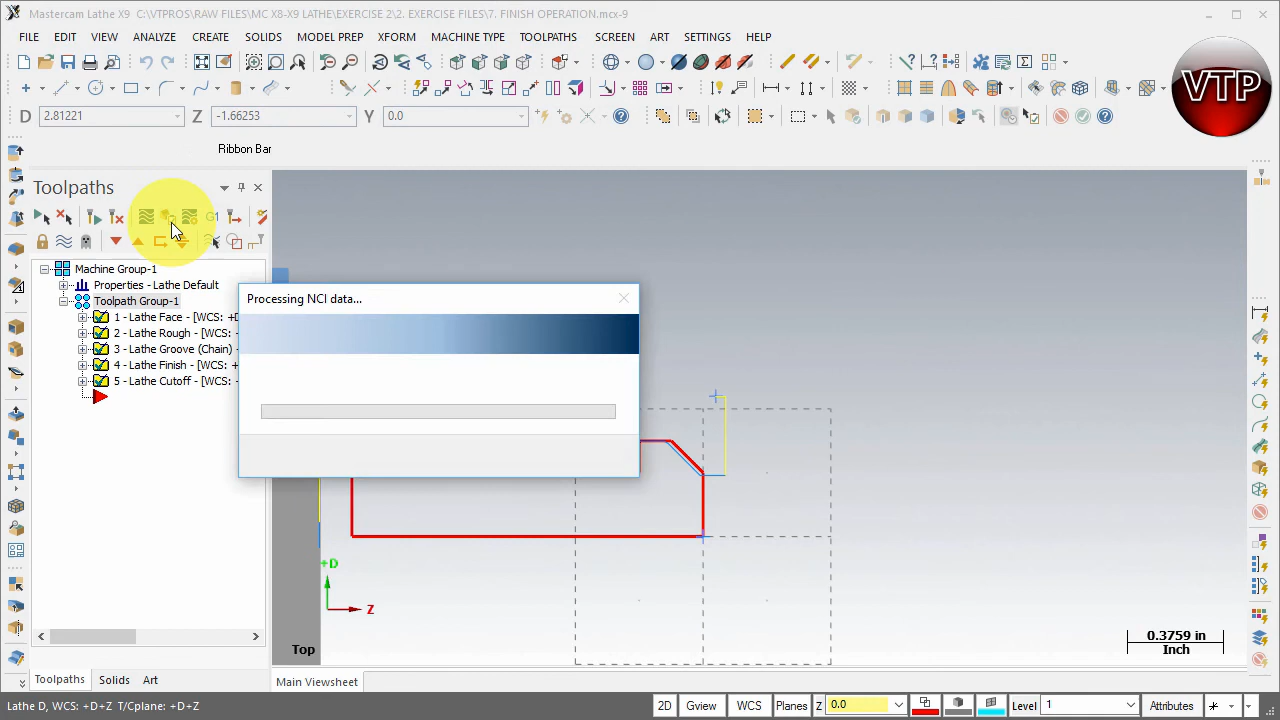 Mastercam Lathe X9 C:\VTPROS\RAW FILES\MC X8-X9 LATHE\EXERCISE 2\2. EXERCISE FILES\7. FINISH OPERATION.mcx-9
FILE EDIT VIEW ANALYZE CREATE SOLIDS MODEL PREP XFORM MACHINE TYPE TOOLPATHS SCREEN ART SETTINGS HELP
VTP
D 2.81221 Z -1.66253 Y 0.0
Ribbon Bar
Toolpaths
G1
Machine Group-1
Properties - Lathe Default
Toolpath Group-1
1 - Lathe Face - [WCS: +D
2 - Lathe Rough - [WCS: -
3 - Lathe Groove (Chain) -
4 - Lathe Finish - [WCS: +
5 - Lathe Cutoff - [WCS: -
Processing NCI data...
+D
Z
Top
0.3759 in
Inch
Toolpaths Solids Art
Main Viewsheet
Lathe D, WCS: +D+Z T/Cplane: +D+Z
2D Gview WCS Planes Z 0.0 Level 1 Attributes